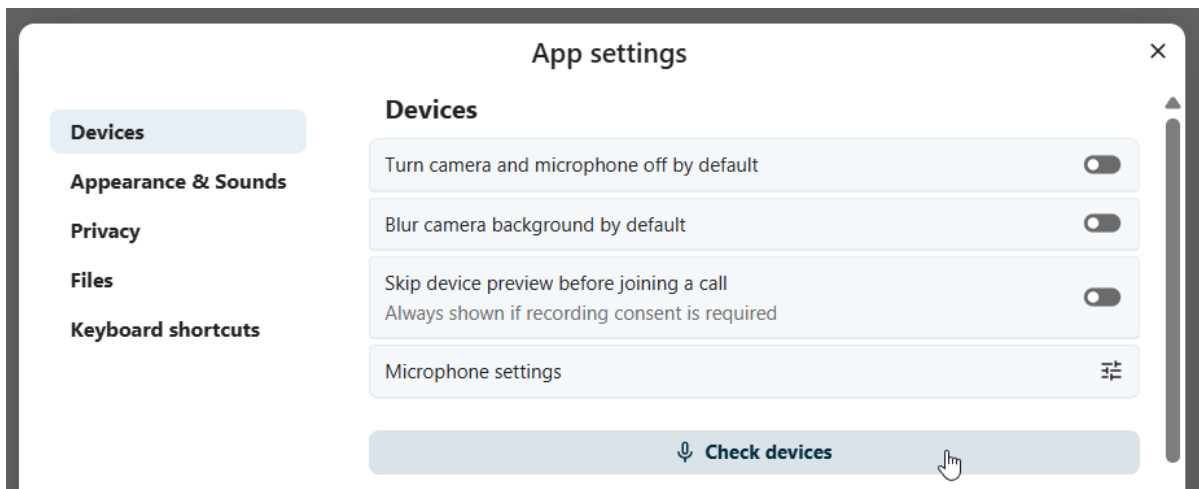 App settings
Devices
Appearance & Sounds
Privacy
Files
Keyboard shortcuts
Devices
Turn camera and microphone off by default
Blur camera background by default
Skip device preview before joining a call
Always shown if recording consent is required
Microphone settings
Check devices